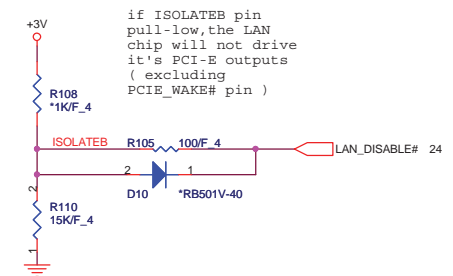 +3V
if ISOLATEB pin
pull-low,the LAN
chip will not drive
it's PCI-E outputs
( excluding
PCIE_WAKE# pin )
R108
*1K/F_4
ISOLATEB
R105
100/F_4
LAN_DISABLE#
24
2
1
D10
*RB501V-40
2
R110
15K/F_4
1